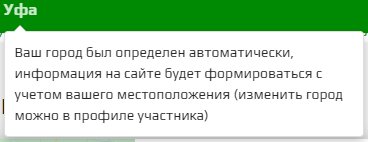 Уфа
Ваш город был определен автоматически,
информация на сайте будет формироваться с
учетом вашего местоположения (изменить город
можно в профиле участника)